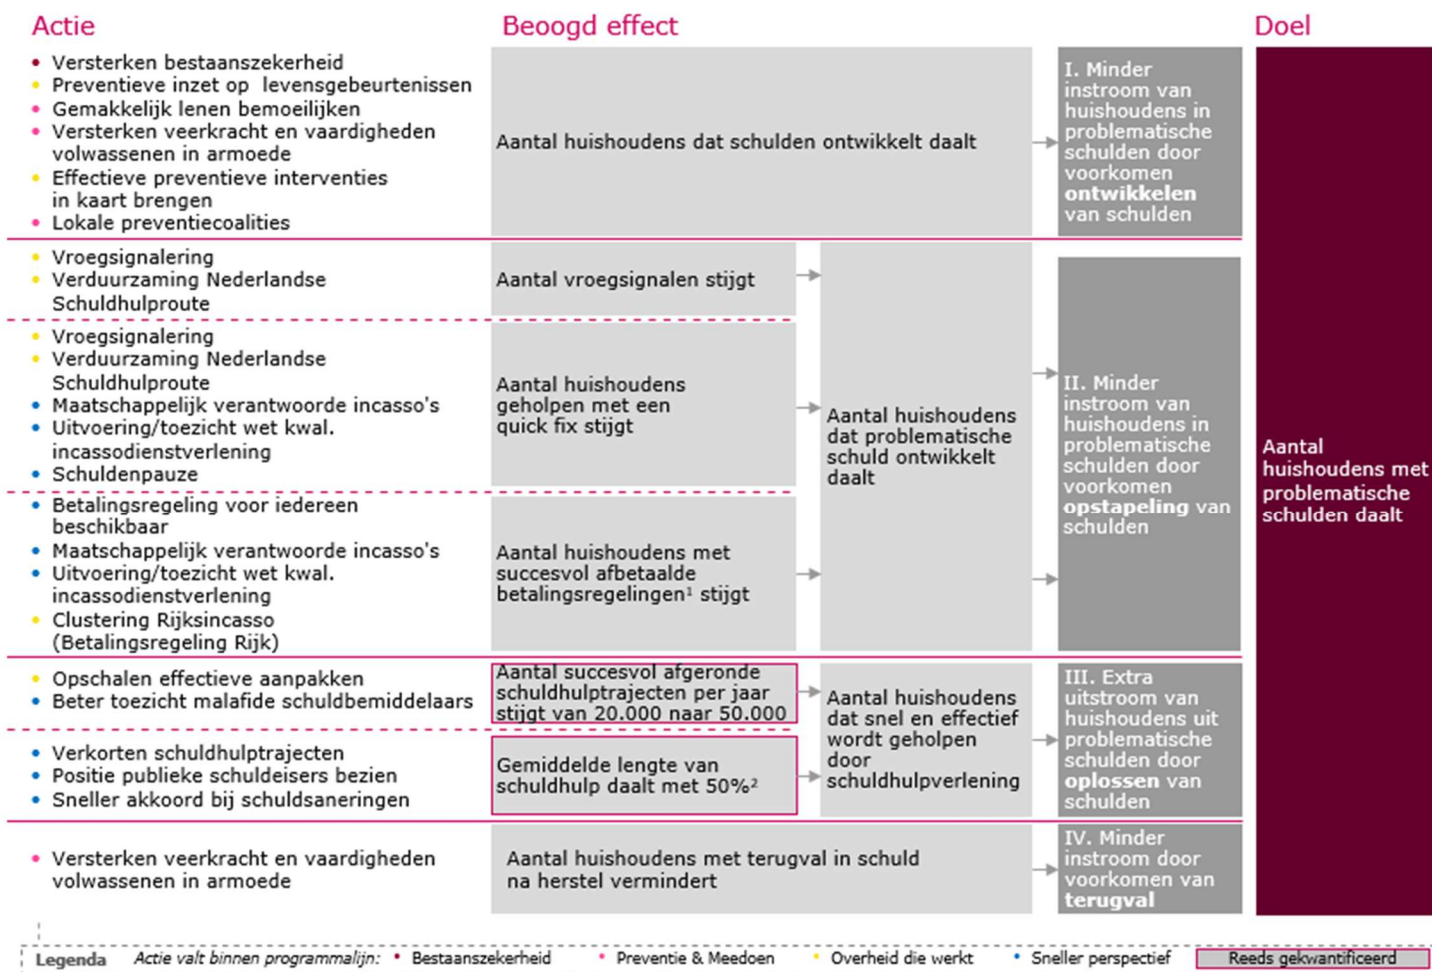 Actie
Beoogd effect
Doel
• Versterken bestaanszekerheid
• Preventieve inzet op levensgebeurtenissen
• Gemakkelijk lenen bemoeilijken
• Versterken veerkracht en vaardigheden
volwassenen in armoede
• Effectieve preventieve interventies
in kaart brengen
• Lokale preventiecoalities
Aantal huishoudens dat schulden ontwikkelt daalt
I. Minder
instroom van
huishoudens in
problematische
schulden door
voorkomen
ontwikkelen
van schulden
• Vroegsignalering
• Verduurzaming Nederlandse
Schuldhulproute
Aantal vroegsignalen stijgt
• Vroegsignalering
• Verduurzaming Nederlandse
Schuldhulproute
• Maatschappelijk verantwoorde incasso's
• Uitvoering/toezicht wet kwal.
incassodienstverlening
• Schuldenpauze
Aantal huishoudens
geholpen met een
quick fix stijgt
• Betalingsregeling voor iedereen
beschikbaar
• Maatschappelijk verantwoorde incasso's
• Uitvoering/toezicht wet kwal.
incassodienstverlening
• Clustering Rijksincasso
(Betalingsregeling Rijk)
Aantal huishoudens met
succesvol afbetaalde
betalingsregelingen¹ stijgt
Aantal huishoudens
dat problematische
schuld ontwikkelt
daalt
II. Minder
instroom van
huishoudens in
problematische
schulden door
voorkomen
opstapeling van
schulden
• Opschalen effectieve aanpakken
• Beter toezicht malafide schuldbemiddelaars
Aantal succesvol afgeronde
schuldhulptrajecten per jaar
stijgt van 20.000 naar 50.000
• Verkorten schuldhulptrajecten
• Positie publieke schuldeisers bezien
• Sneller akkoord bij schuldsaneringen
Gemiddelde lengte van
schuldhulp daalt met 50%²
Aantal huishoudens
dat snel en effectief
wordt geholpen
door
schuldhulpverlening
III. Extra
uitstroom van
huishoudens uit
problematische
schulden door
oplossen van
schulden
• Versterken veerkracht en vaardigheden
volwassenen in armoede
Aantal huishoudens met terugval in schuld
na herstel vermindert
IV. Minder
instroom door
voorkomen van
terugval
Aantal
huishoudens met
problematische
schulden daalt
Legenda Actie valt binnen programmalijn: • Bestaanszekerheid • Preventie & Meedoen • Overheid die werkt • Sneller perspectief Reeds gekwantificeerd